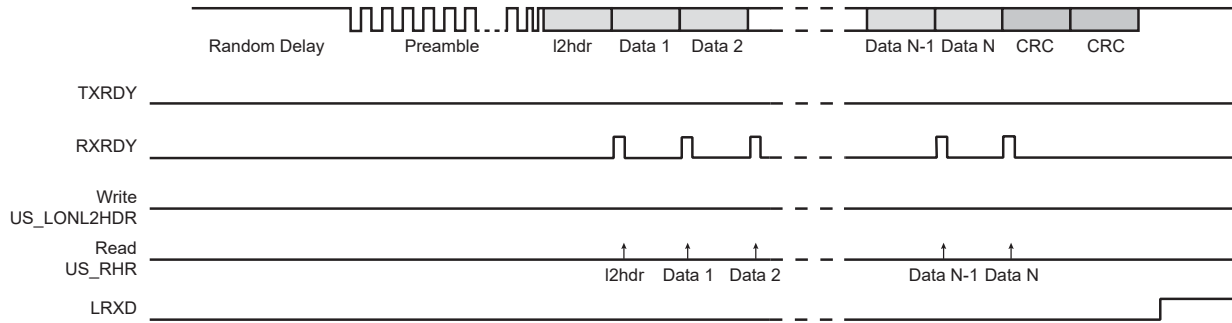 Random Delay Preamble l2hdr Data 1 Data 2 Data N-1 Data N CRC CRC
TXRDY
RXRDY
Write
US_LONL2HDR
Read
US_RHR
l2hdr Data 1 Data 2 Data N-1 Data N
LRXD